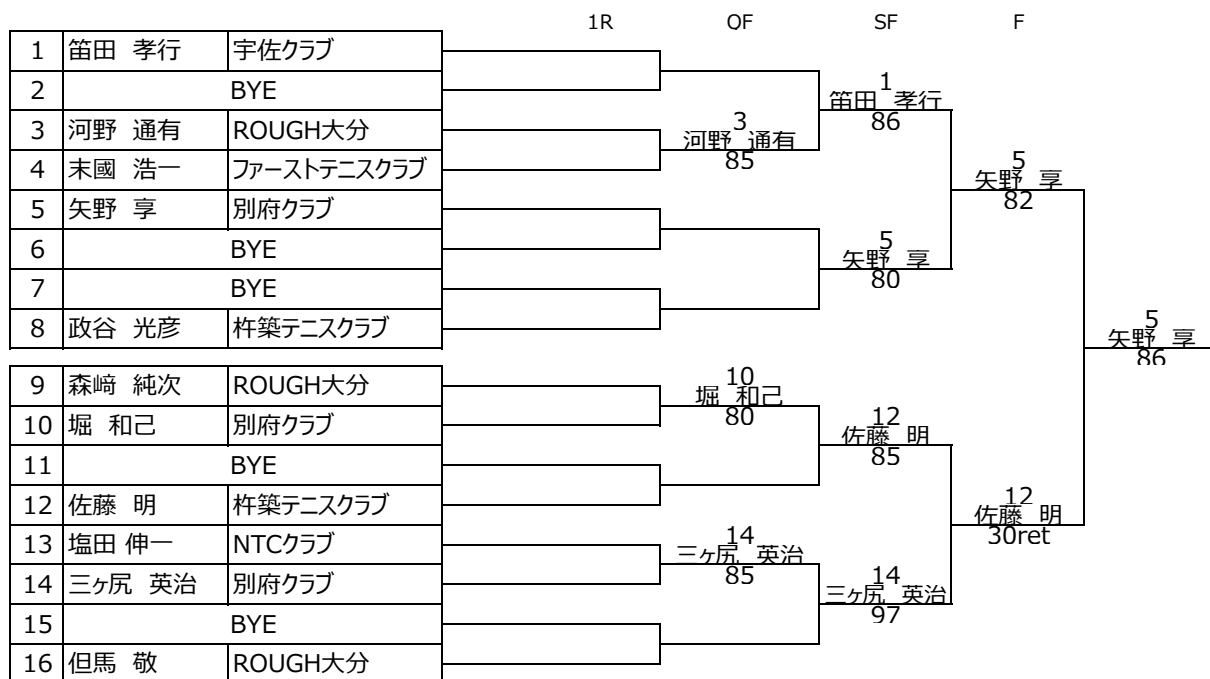 1R QF SF F
1 笛田 孝行 宇佐クラブ
2 BYE
3 河野 通有 ROUGH大分
4 末國 浩一 ファーストテニスクラブ
5 矢野 享 別府クラブ
6 BYE
7 BYE
8 政谷 光彦 杵築テニスクラブ
9 森﨑 純次 ROUGH大分
10 堀 和己 別府クラブ
11 BYE
12 佐藤 明 杵築テニスクラブ
13 塩田 伸一 NTCクラブ
14 三ヶ尻 英治 別府クラブ
15 BYE
16 但馬 敬 ROUGH大分
3
河野 通有
85
10
堀 和己
80
14
三ヶ尻 英治
85
1
笛田 孝行
86
5
矢野 享
80
12
佐藤 明
85
14
三ヶ尻 英治
97
5
矢野 享
82
12
佐藤 明
30ret
5
矢野 享
86